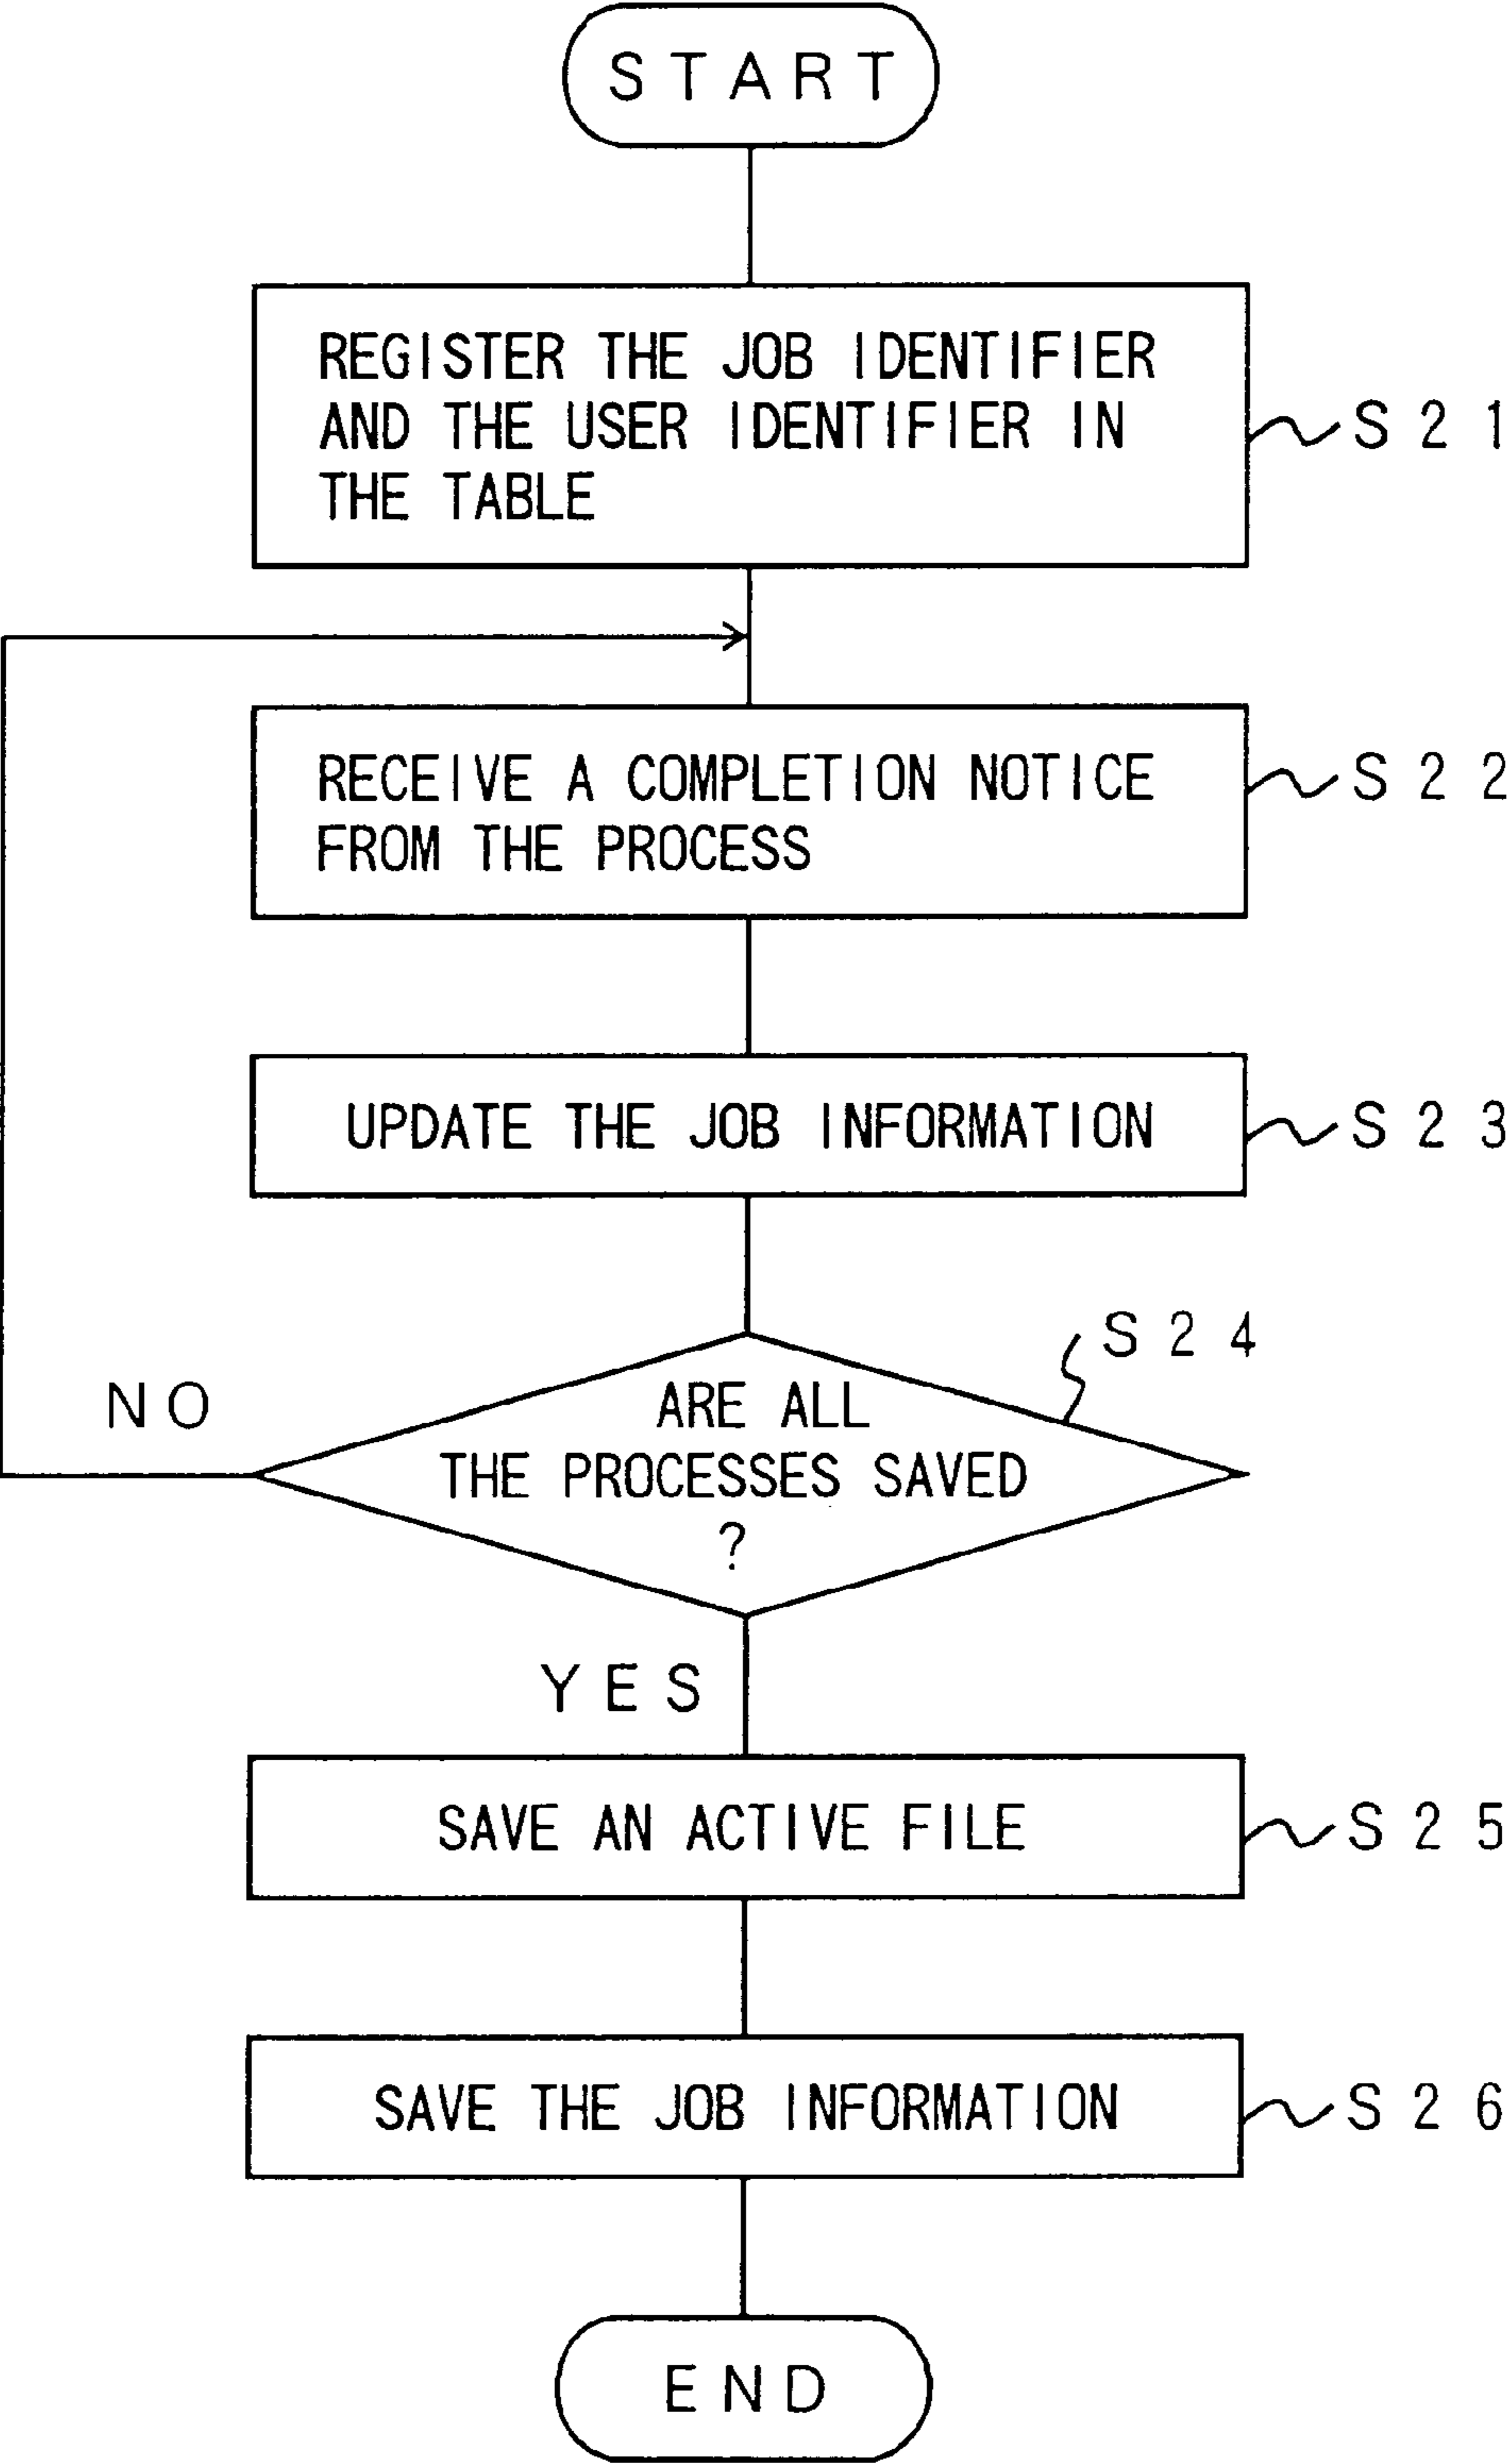 START
REGISTER THE JOB IDENTIFIER
AND THE USER IDENTIFIER IN
THE TABLE
S21
RECEIVE A COMPLETION NOTICE
FROM THE PROCESS
S22
UPDATE THE JOB INFORMATION
S23
S24
ARE ALL
THE PROCESSES SAVED
?
NO
YES
SAVE AN ACTIVE FILE
S25
SAVE THE JOB INFORMATION
S26
END